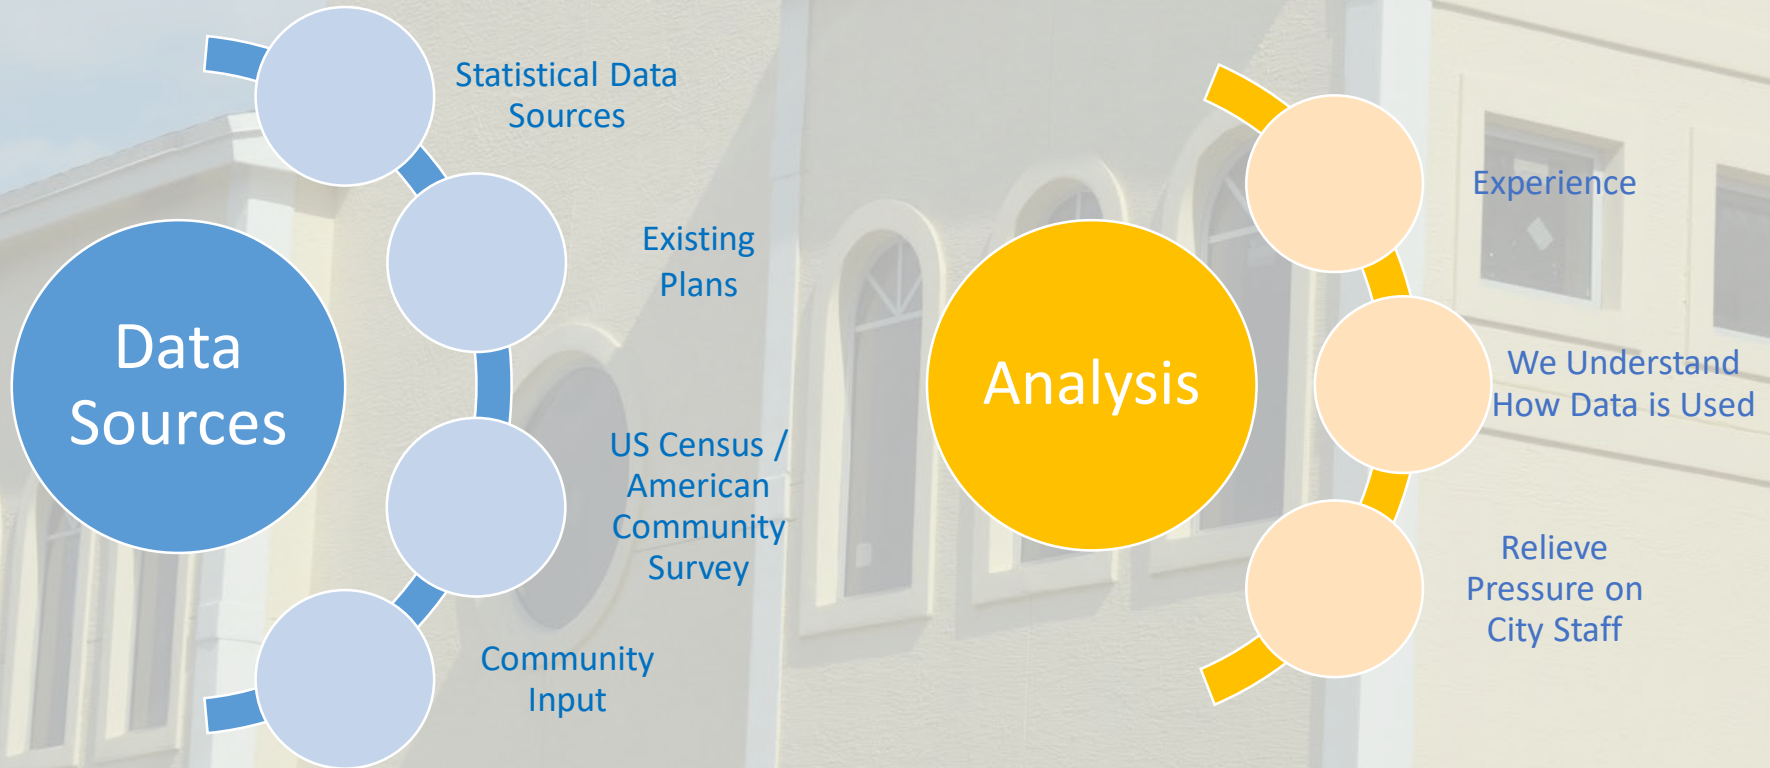 Data
Sources
Statistical Data
Sources
Existing
Plans
US Census /
American
Community
Survey
Community
Input
Analysis
Experience
We Understand
How Data is Used
Relieve
Pressure on
City Staff